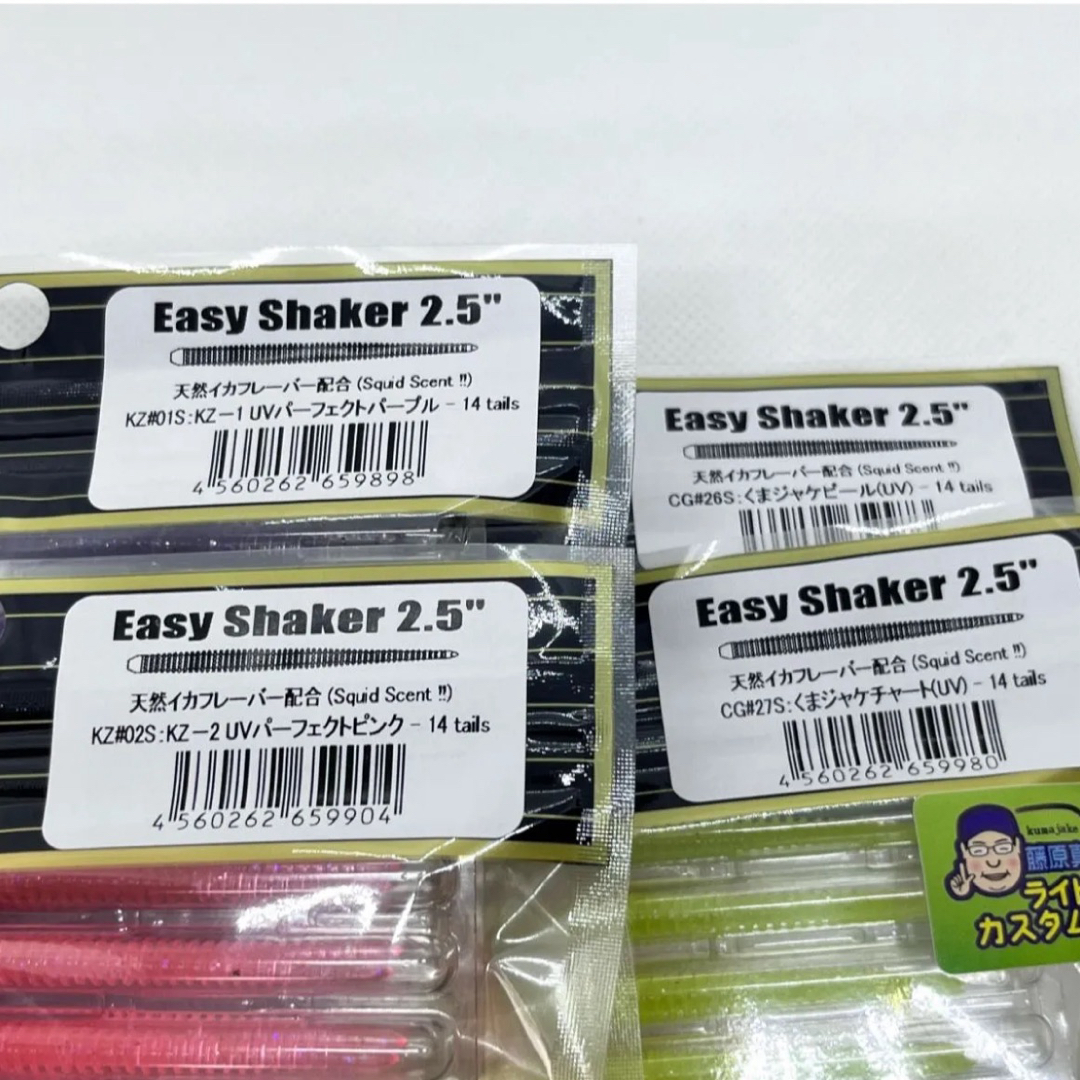 Easy Shaker 2.5"
天然イカフレーバー配合 (Squid Scent !!)
KZ#01S:KZ-1 UVパーフェクトパープル - 14 tails
4 560262 659898
Easy Shaker 2.5"
天然イカフレーバー配合 (Squid Scent !!)
CG#26S:くまジャケピール(UV) - 14 tails
Easy Shaker 2.5"
天然イカフレーバー配合 (Squid Scent !!)
KZ#02S:KZ-2 UVパーフェクトピンク - 14 tails
4 560262 659904
Easy Shaker 2.5"
天然イカフレーバー配合 (Squid Scent !!)
CG#27S:くまジャケチャート(UV) - 14 tails
4 560262 659980
kumajake
藤原
ライト
カスタム